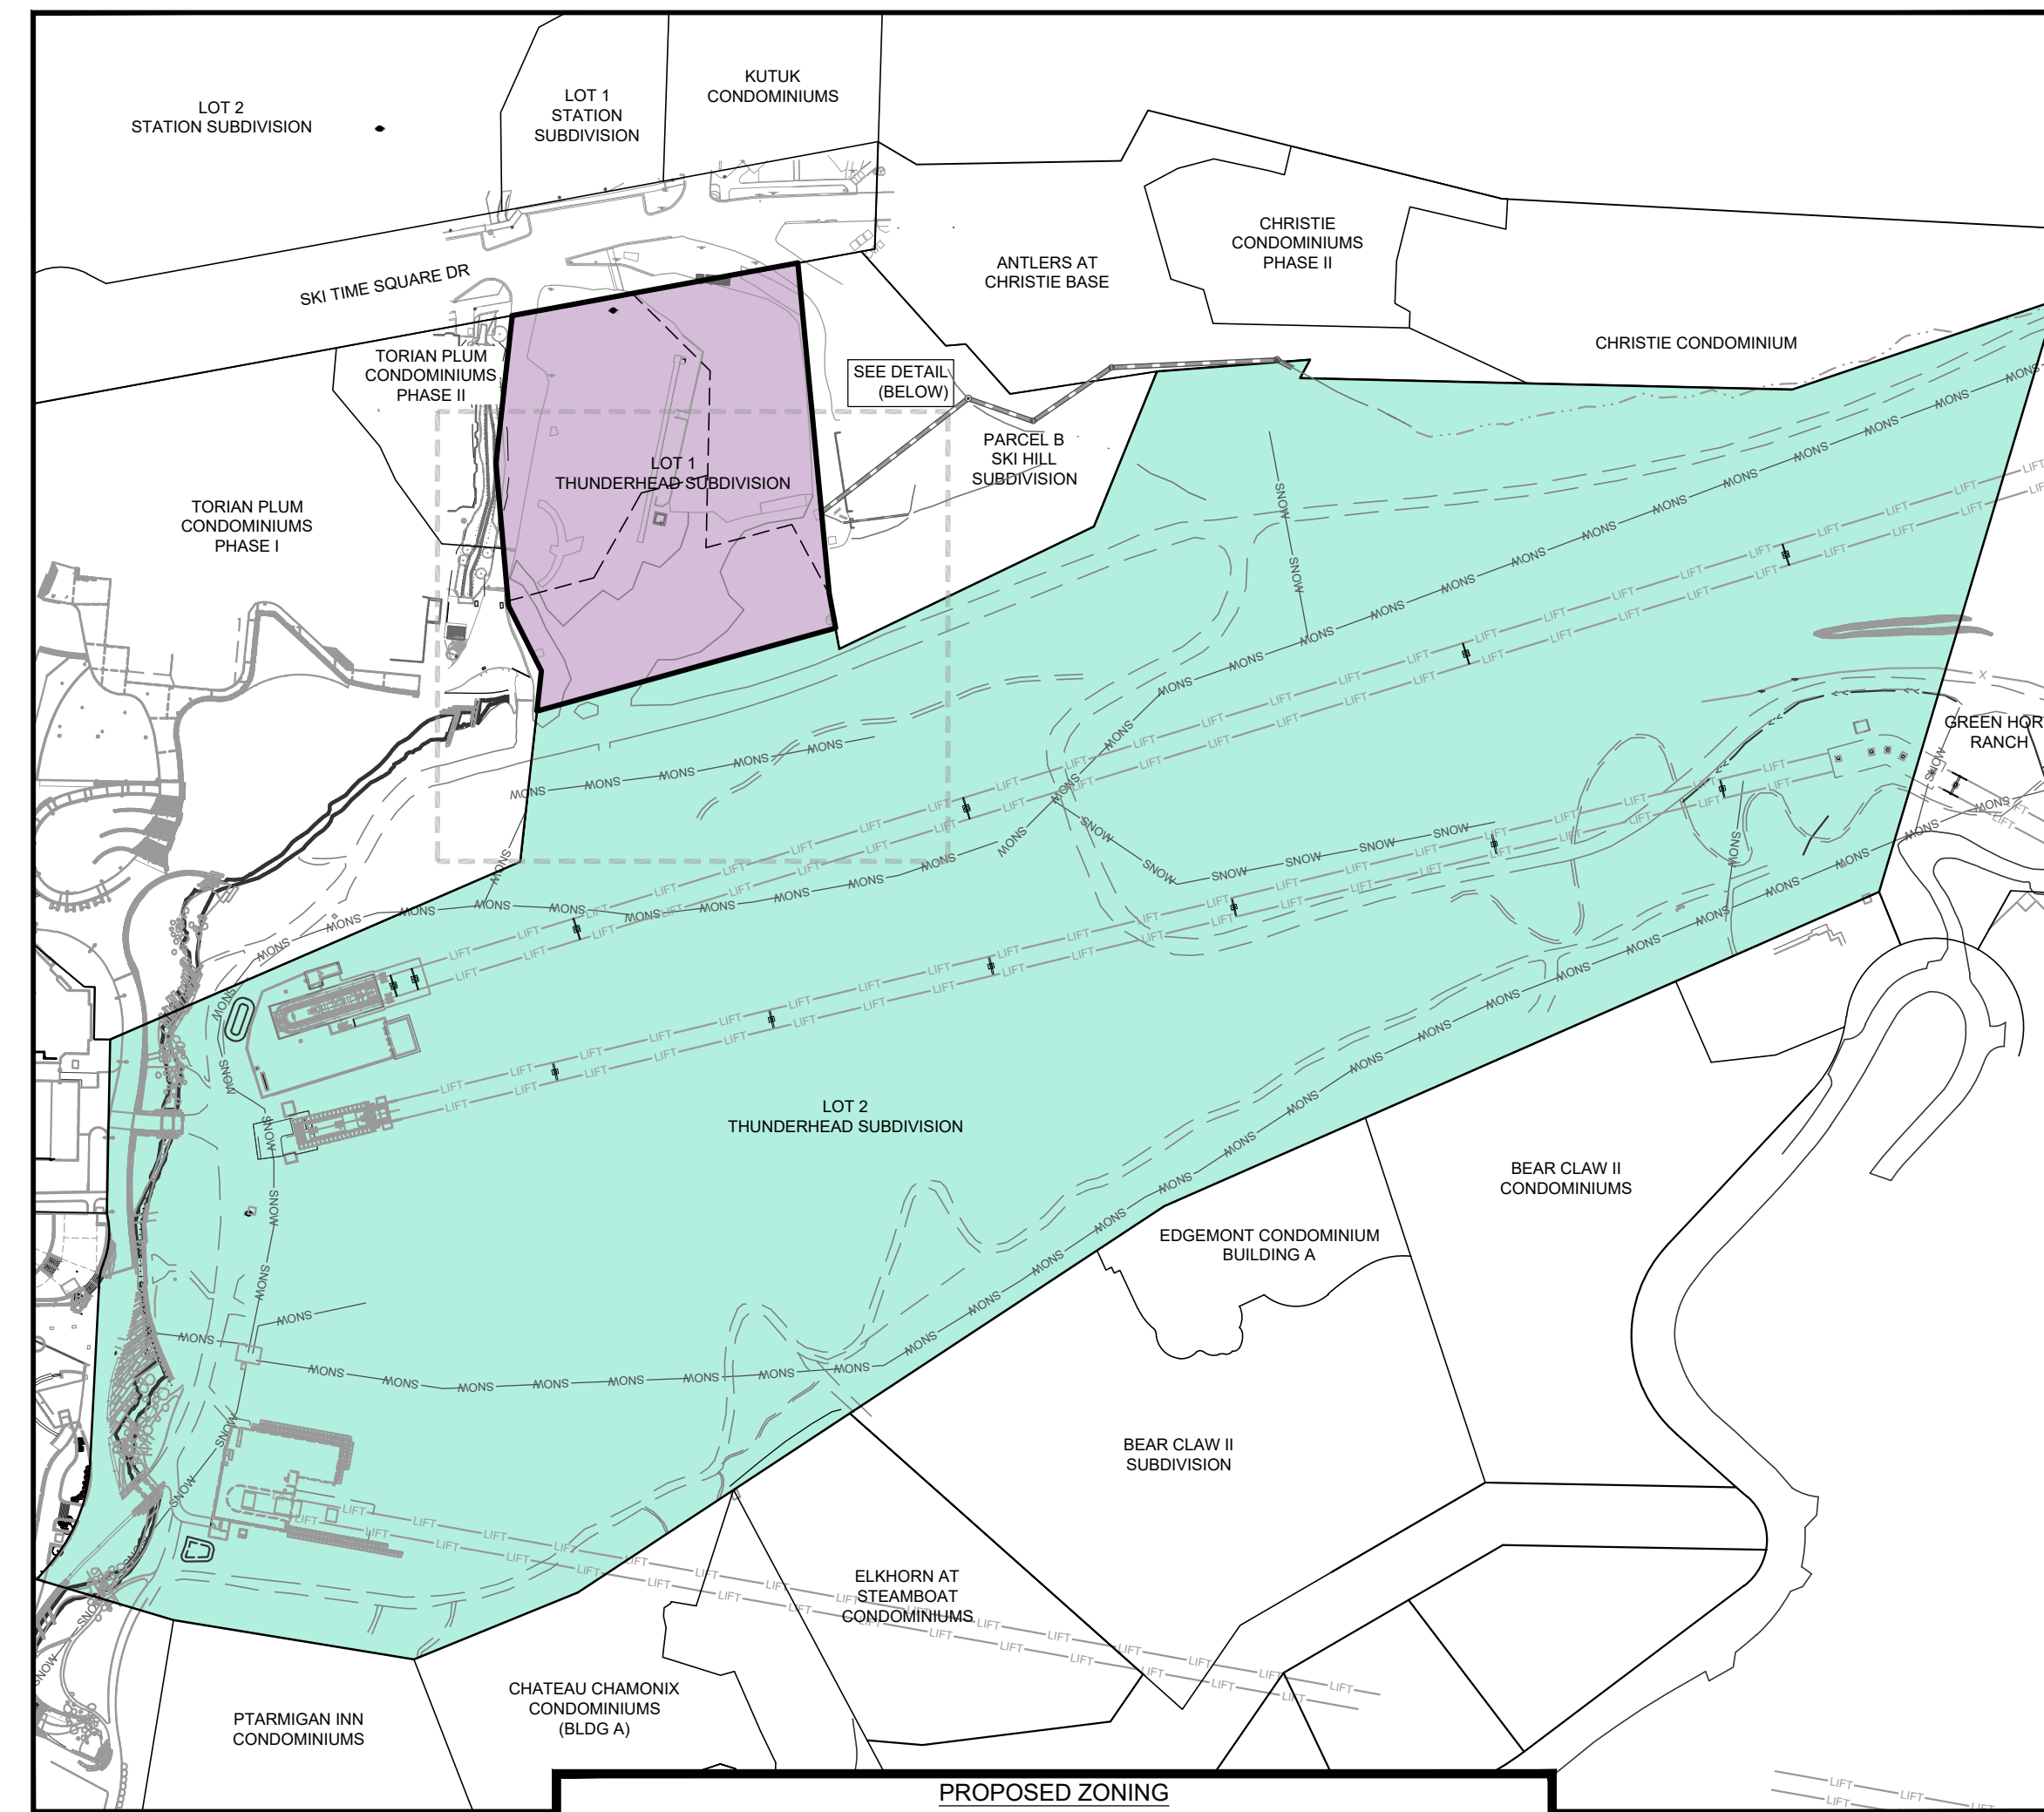 LOT 2
STATION SUBDIVISION
LOT 1
STATION
SUBDIVISION
KUTUK
CONDOMINIUMS
SKI TIME SQUARE DR
ANTLERS AT
CHRISTIE BASE
CHRISTIE
CONDOMINIUMS
PHASE II
CHRISTIE CONDOMINIUM
TORIAN PLUM
CONDOMINIUMS
PHASE II
SEE DETAIL
(BELOW)
LOT 1
THUNDERHEAD SUBDIVISION
PARCEL B
SKI HILL
SUBDIVISION
TORIAN PLUM
CONDOMINIUMS
PHASE I
GREEN HOR
RANCH
SNOW
LIFT
LOT 2
THUNDERHEAD SUBDIVISION
BEAR CLAW II
CONDOMINIUMS
EDGEMONT CONDOMINIUM
BUILDING A
BEAR CLAW II
SUBDIVISION
ELKHORN AT
STEAMBOAT
CONDOMINIUMS
CHATEAU CHAMONIX
CONDOMINIUMS
(BLDG A)
PTARMIGAN INN
CONDOMINIUMS
PROPOSED ZONING